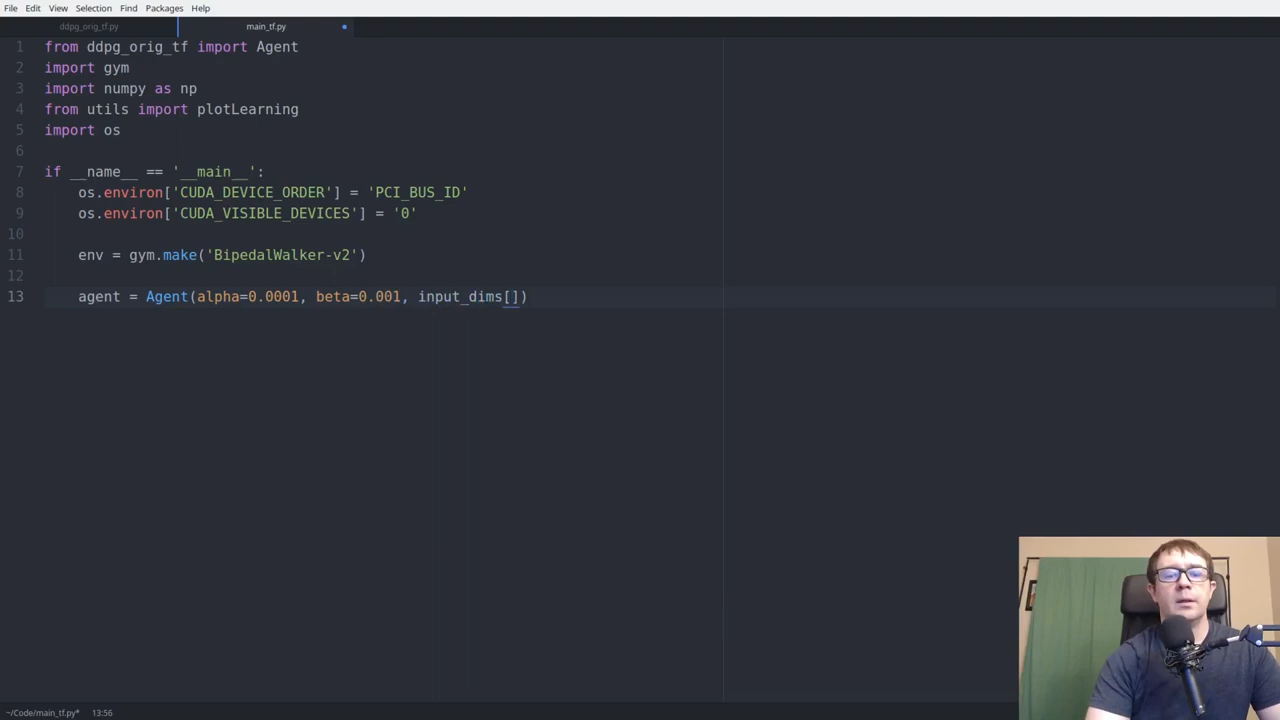 File Edit View Selection Find Packages Help
ddpg_orig_tf.py main_tf.py
1 from ddpg_orig_tf import Agent
2 import gym
3 import numpy as np
4 from utils import plotLearning
5 import os
6
7 if __name__ == '__main__':
8 os.environ['CUDA_DEVICE_ORDER'] = 'PCI_BUS_ID'
9 os.environ['CUDA_VISIBLE_DEVICES'] = '0'
10
11 env = gym.make('BipedalWalker-v2')
12
13 agent = Agent(alpha=0.0001, beta=0.001, input_dims[])
~/Code/main_tf.py* 13:56